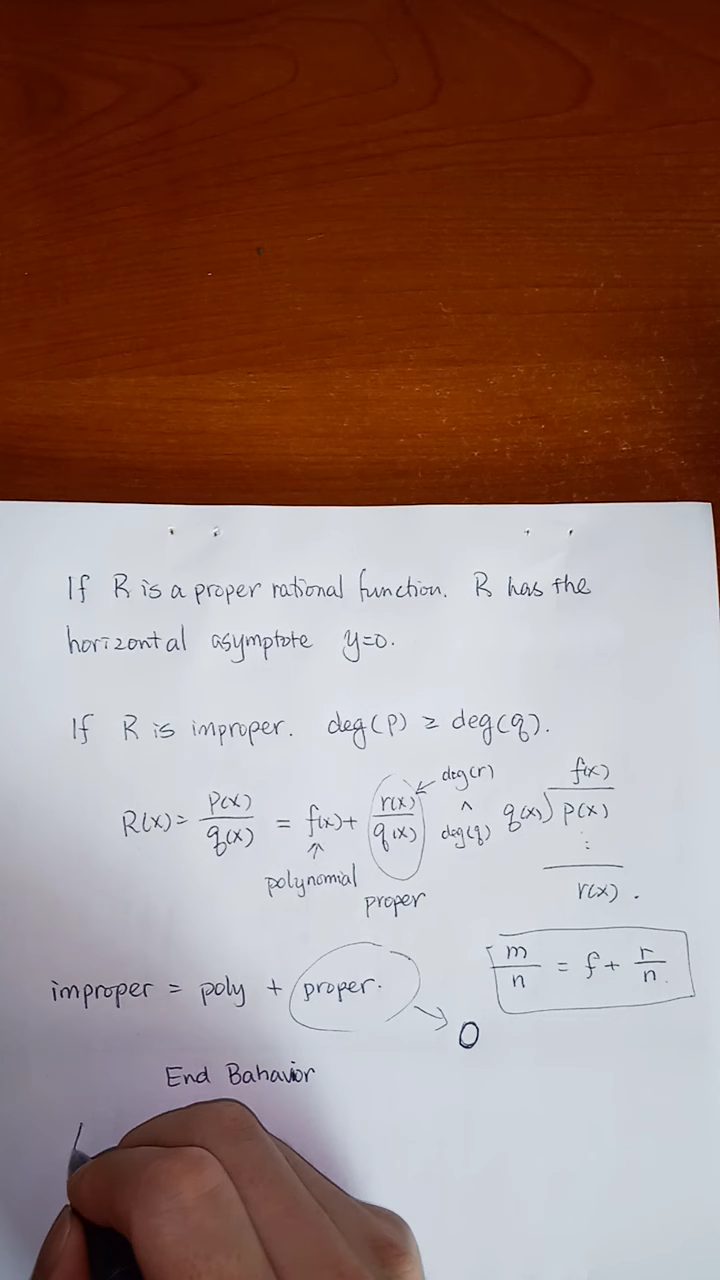 If R is a proper rational function. R has the
horizontal asymptote y=0.
If R is improper. deg(p) ≥ deg(q).
R(x)= p(x)/q(x) = f(x)+ r(x)/q(x)
deg(r)
^
deg(q)
polynomial
proper
f(x)
q(x) ) p(x)
⋮
r(x).
improper = poly + proper.
0
m/n = f + r/n.
End Bahavior